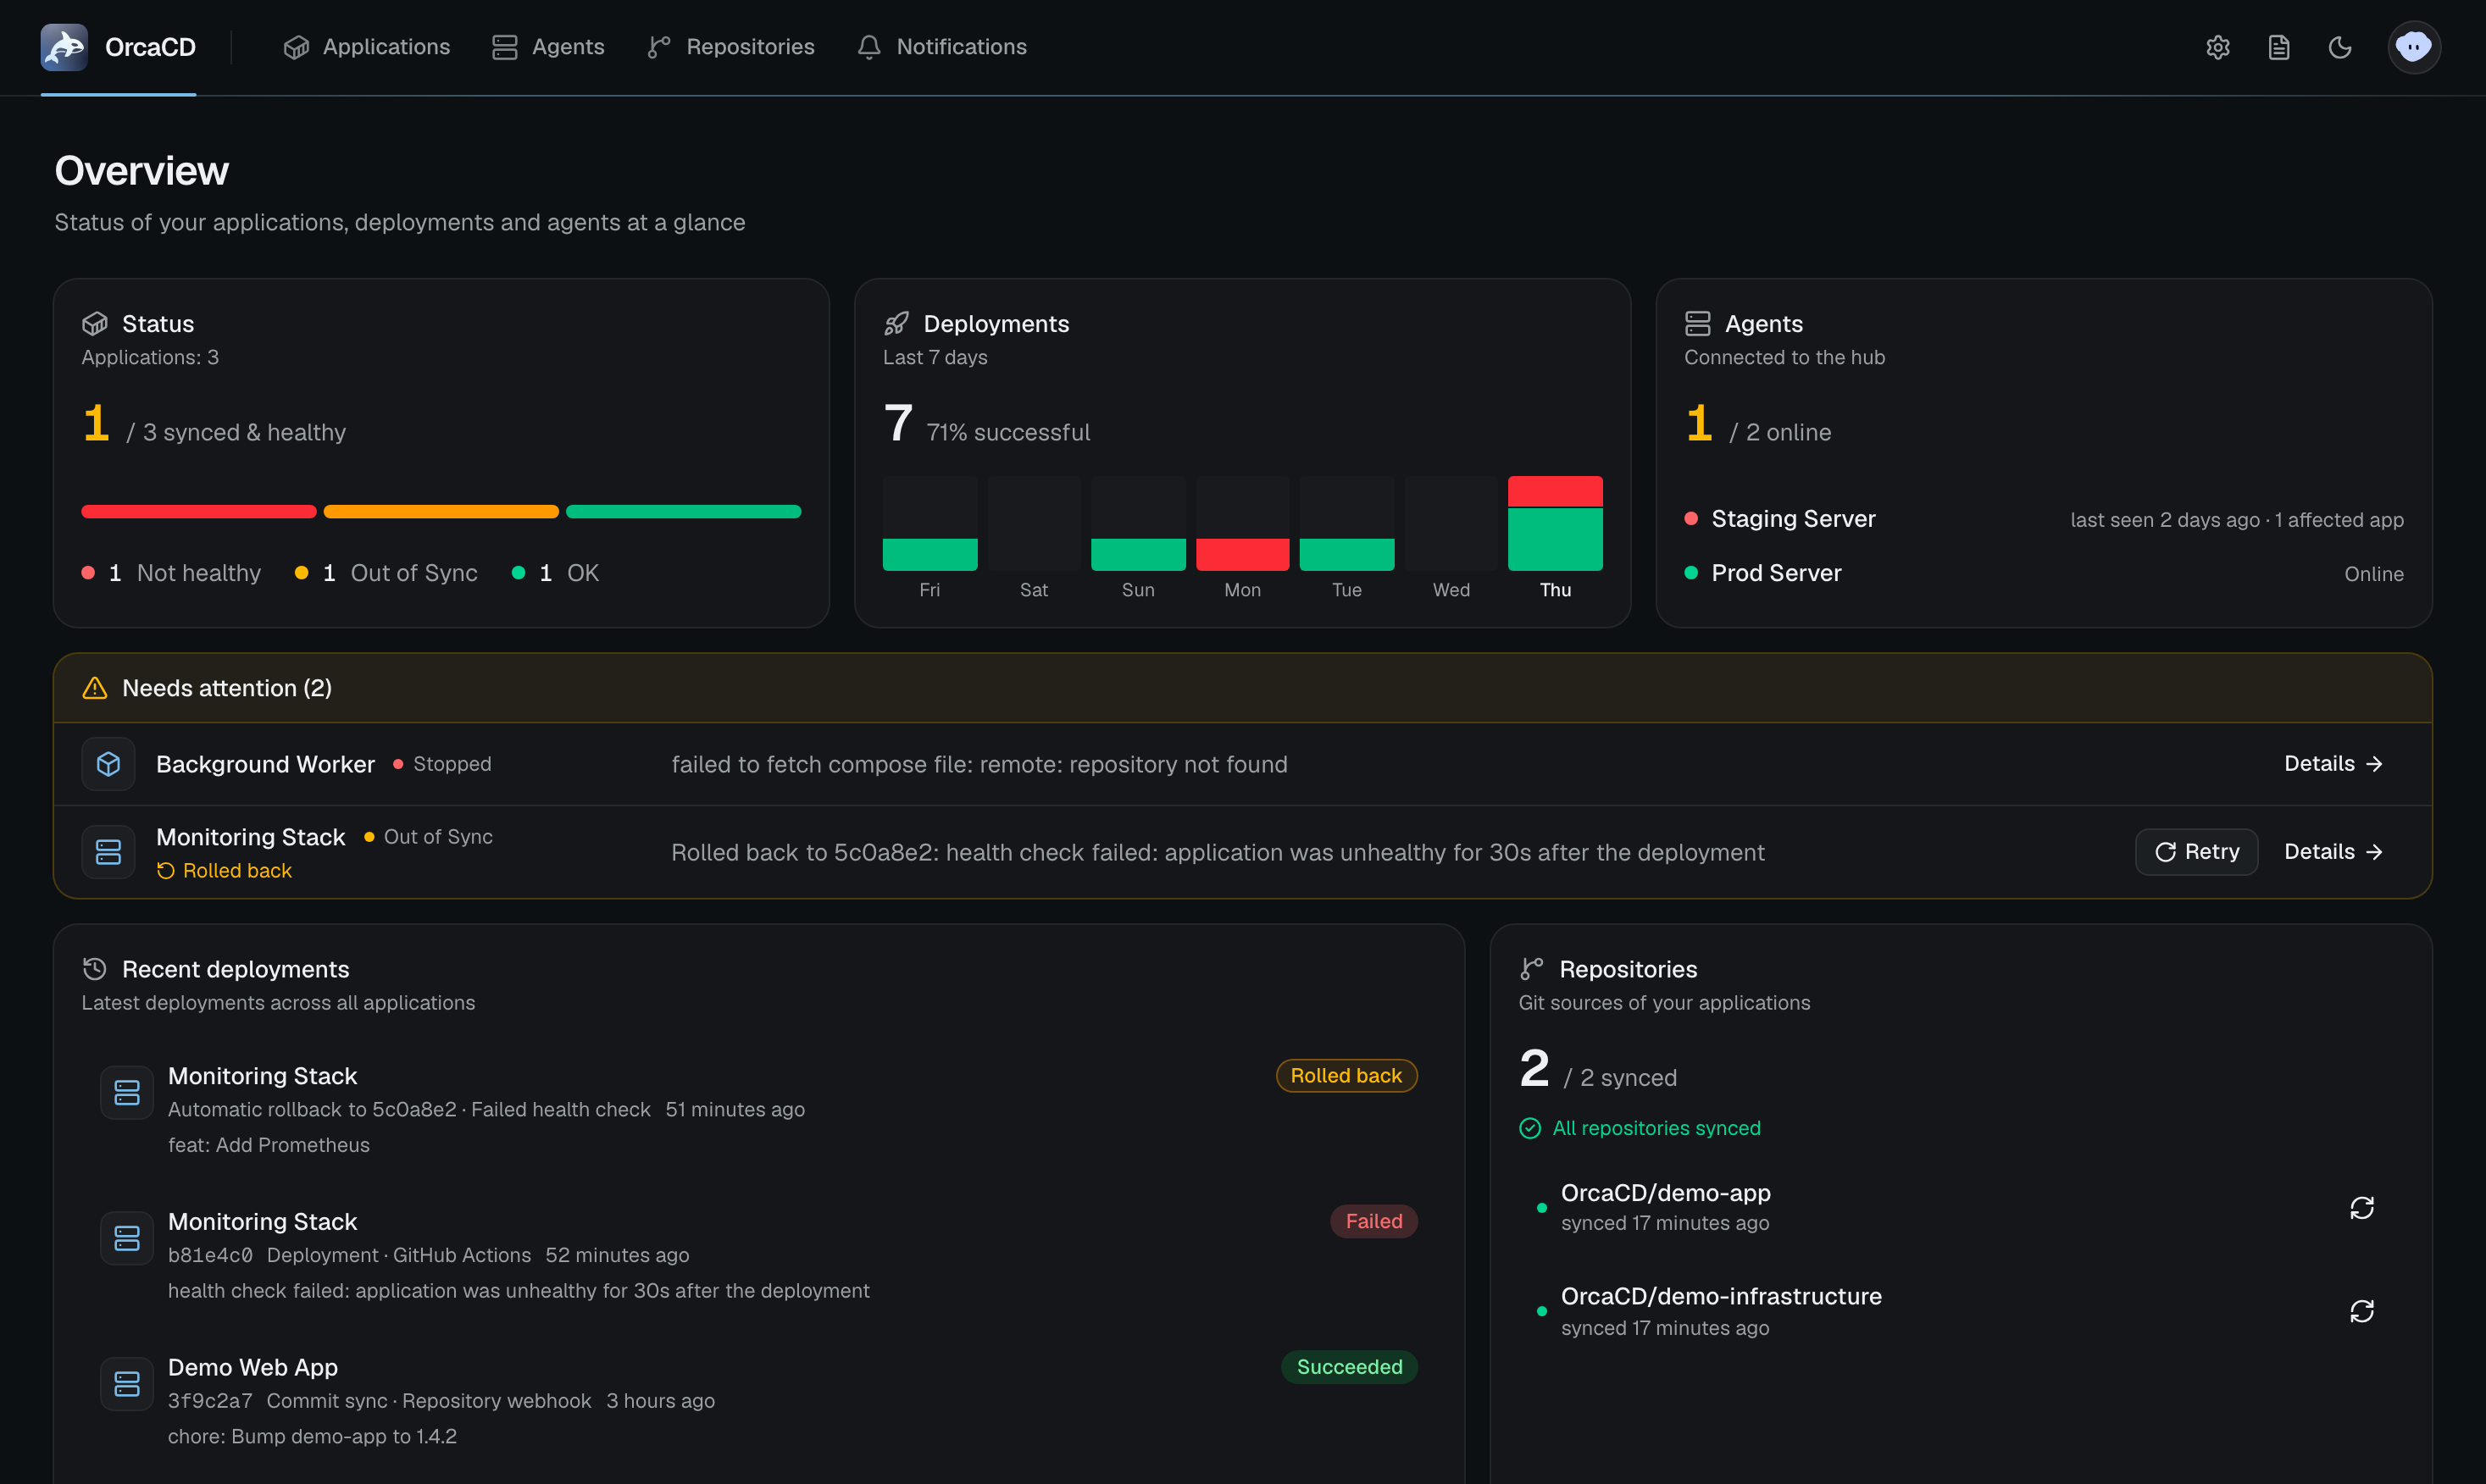 OrcaCD
Applications
Agents
Repositories
Notifications
Overview
Status of your applications, deployments and agents at a glance
Status
Applications: 3
1 / 3 synced & healthy
1 Not healthy
1 Out of Sync
1 OK
Deployments
Last 7 days
7 71% successful
Fri Sat Sun Mon Tue Wed Thu
Agents
Connected to the hub
1 / 2 online
Staging Server last seen 2 days ago · 1 affected app
Prod Server Online
Needs attention (2)
Background Worker Stopped failed to fetch compose file: remote: repository not found Details →
Monitoring Stack Out of Sync
Rolled back
Rolled back to 5c0a8e2: health check failed: application was unhealthy for 30s after the deployment
Retry Details →
Recent deployments
Latest deployments across all applications
Monitoring Stack Rolled back
Automatic rollback to 5c0a8e2 · Failed health check 51 minutes ago
feat: Add Prometheus
Monitoring Stack Failed
b81e4c0 Deployment · GitHub Actions 52 minutes ago
health check failed: application was unhealthy for 30s after the deployment
Demo Web App Succeeded
3f9c2a7 Commit sync · Repository webhook 3 hours ago
chore: Bump demo-app to 1.4.2
Repositories
Git sources of your applications
2 / 2 synced
All repositories synced
OrcaCD/demo-app
synced 17 minutes ago
OrcaCD/demo-infrastructure
synced 17 minutes ago